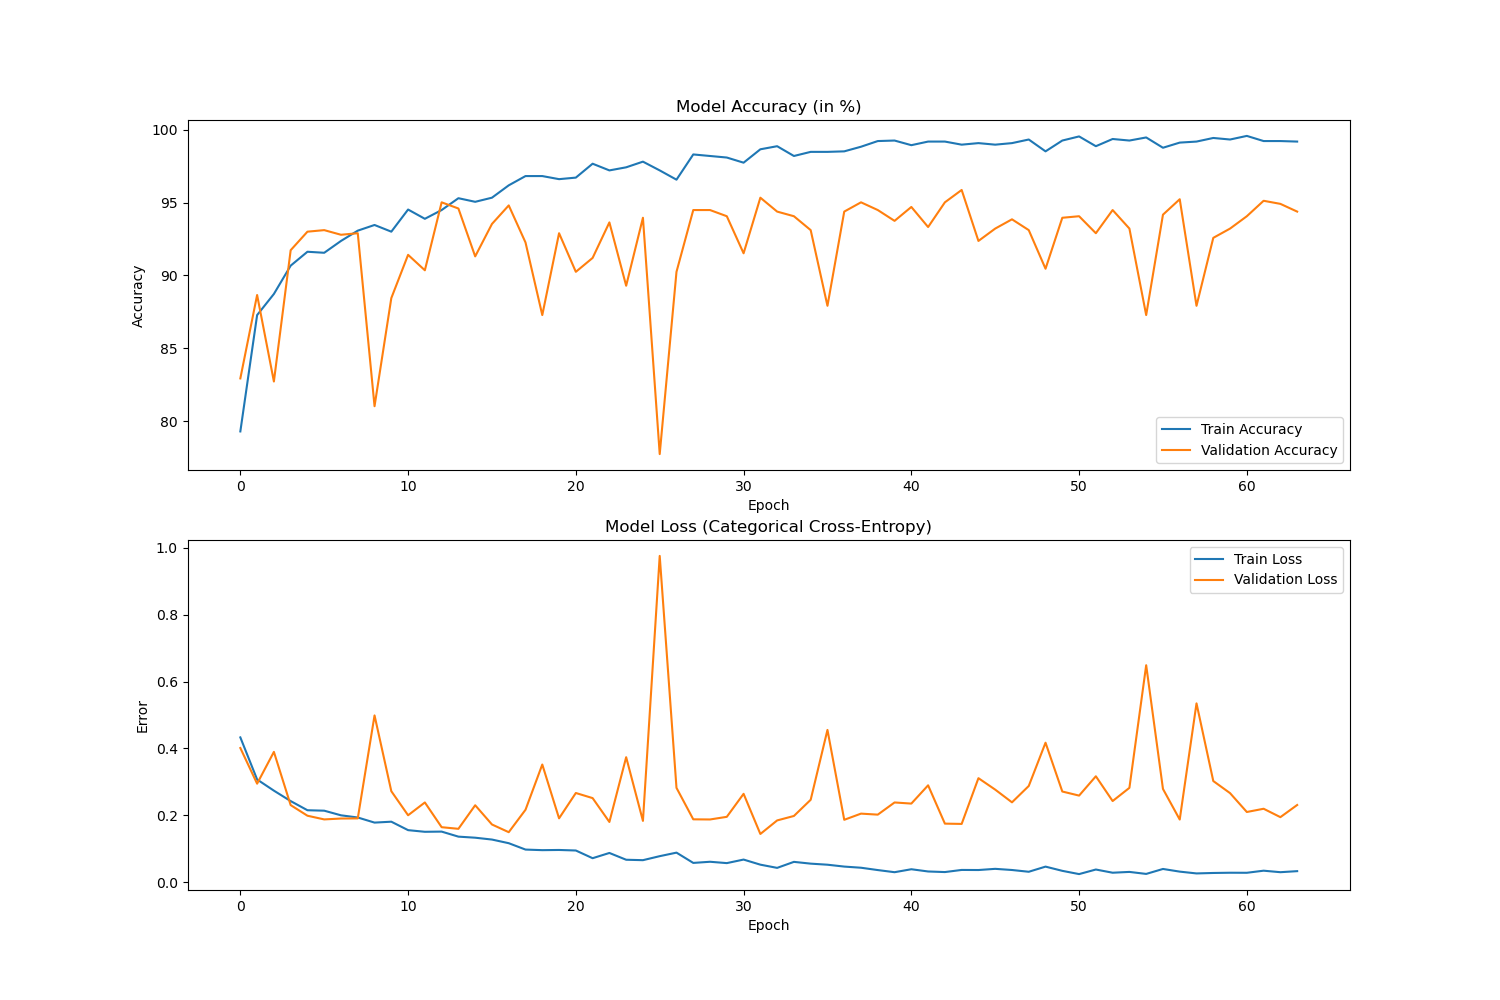 Model Accuracy (in %)
100
95
90
85
80
Accuracy
Train Accuracy
Validation Accuracy
0 10 20 30 40 50 60
Epoch
Model Loss (Categorical Cross-Entropy)
1.0
0.8
0.6
0.4
0.2
0.0
Error
Train Loss
Validation Loss
0 10 20 30 40 50 60
Epoch